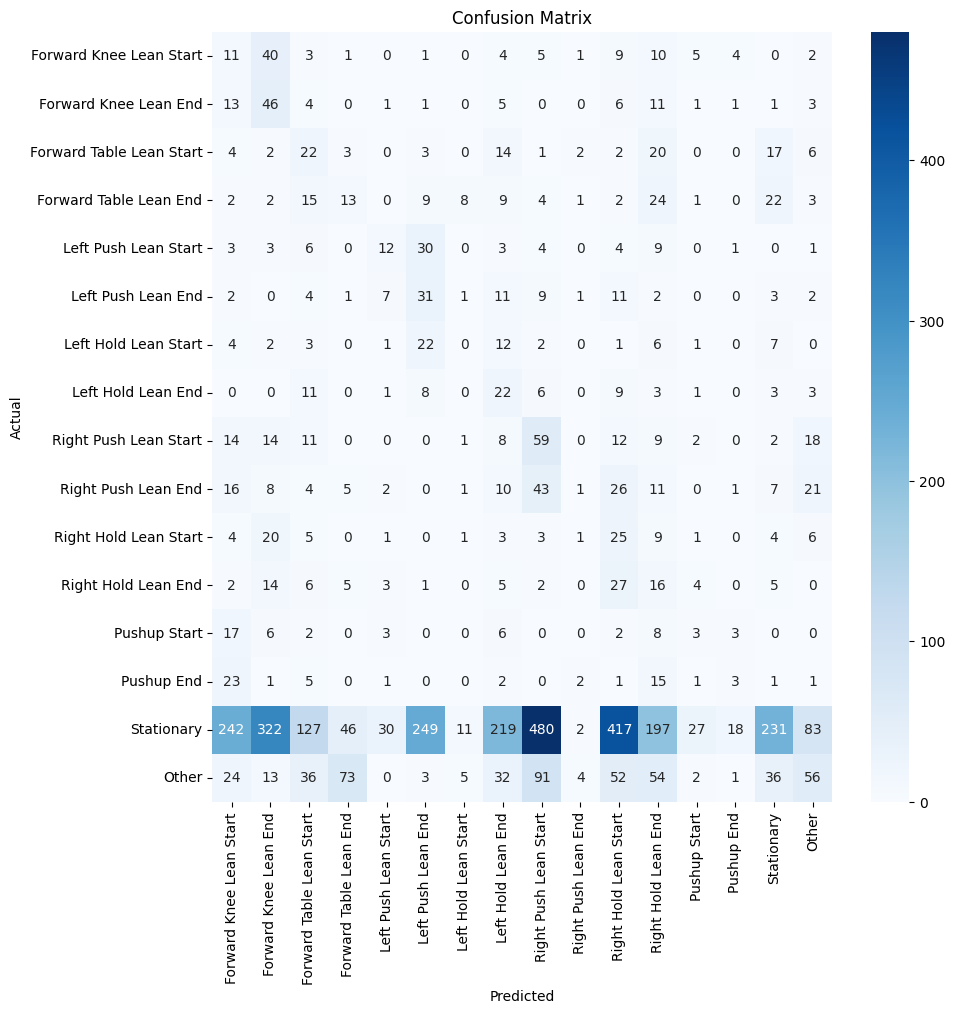 Confusion Matrix
Actual
Forward Knee Lean Start 11 40 3 1 0 1 0 4 5 1 9 10 5 4 0 2
Forward Knee Lean End 13 46 4 0 1 1 0 5 0 0 6 11 1 1 1 3
Forward Table Lean Start 4 2 22 3 0 3 0 14 1 2 2 20 0 0 17 6
Forward Table Lean End 2 2 15 13 0 9 8 9 4 1 2 24 1 0 22 3
Left Push Lean Start 3 3 6 0 12 30 0 3 4 0 4 9 0 1 0 1
Left Push Lean End 2 0 4 1 7 31 1 11 9 1 11 2 0 0 3 2
Left Hold Lean Start 4 2 3 0 1 22 0 12 2 0 1 6 1 0 7 0
Left Hold Lean End 0 0 11 0 1 8 0 22 6 0 9 3 1 0 3 3
Right Push Lean Start 14 14 11 0 0 0 1 8 59 0 12 9 2 0 2 18
Right Push Lean End 16 8 4 5 2 0 1 10 43 1 26 11 0 1 7 21
Right Hold Lean Start 4 20 5 0 1 0 1 3 3 1 25 9 1 0 4 6
Right Hold Lean End 2 14 6 5 3 1 0 5 2 0 27 16 4 0 5 0
Pushup Start 17 6 2 0 3 0 0 6 0 0 2 8 3 3 0 0
Pushup End 23 1 5 0 1 0 0 2 0 2 1 15 1 3 1 1
Stationary 242 322 127 46 30 249 11 219 480 2 417 197 27 18 231 83
Other 24 13 36 73 0 3 5 32 91 4 52 54 2 1 36 56
Forward Knee Lean Start
Forward Knee Lean End
Forward Table Lean Start
Forward Table Lean End
Left Push Lean Start
Left Push Lean End
Left Hold Lean Start
Left Hold Lean End
Right Push Lean Start
Right Push Lean End
Right Hold Lean Start
Right Hold Lean End
Pushup Start
Pushup End
Stationary
Other
Predicted
400
300
200
100
0